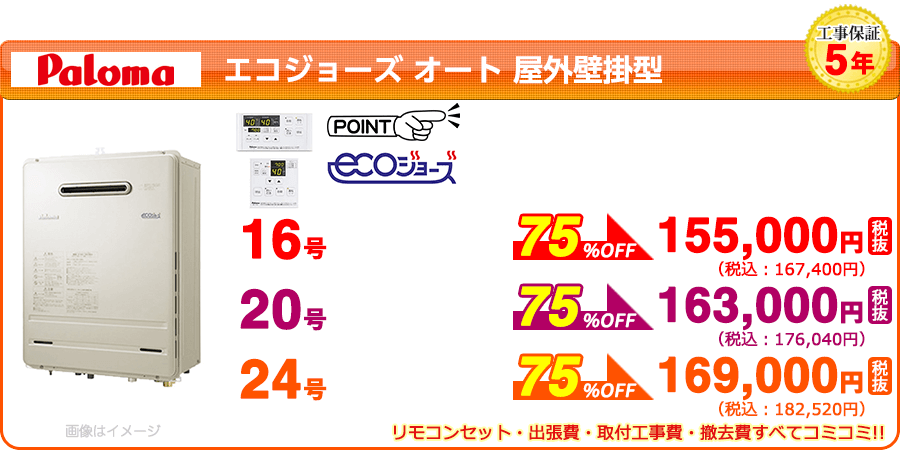 工事保証
5年
Paloma エコジョーズ オート 屋外壁掛型
POINT
ecoジョーズ
16号 75%OFF 155,000円 税抜
（税込：167,400円）
20号 75%OFF 163,000円 税抜
（税込：176,040円）
24号 75%OFF 169,000円 税抜
（税込：182,520円）
画像はイメージ
リモコンセット・出張費・取付工事費・撤去費すべてコミコミ!!